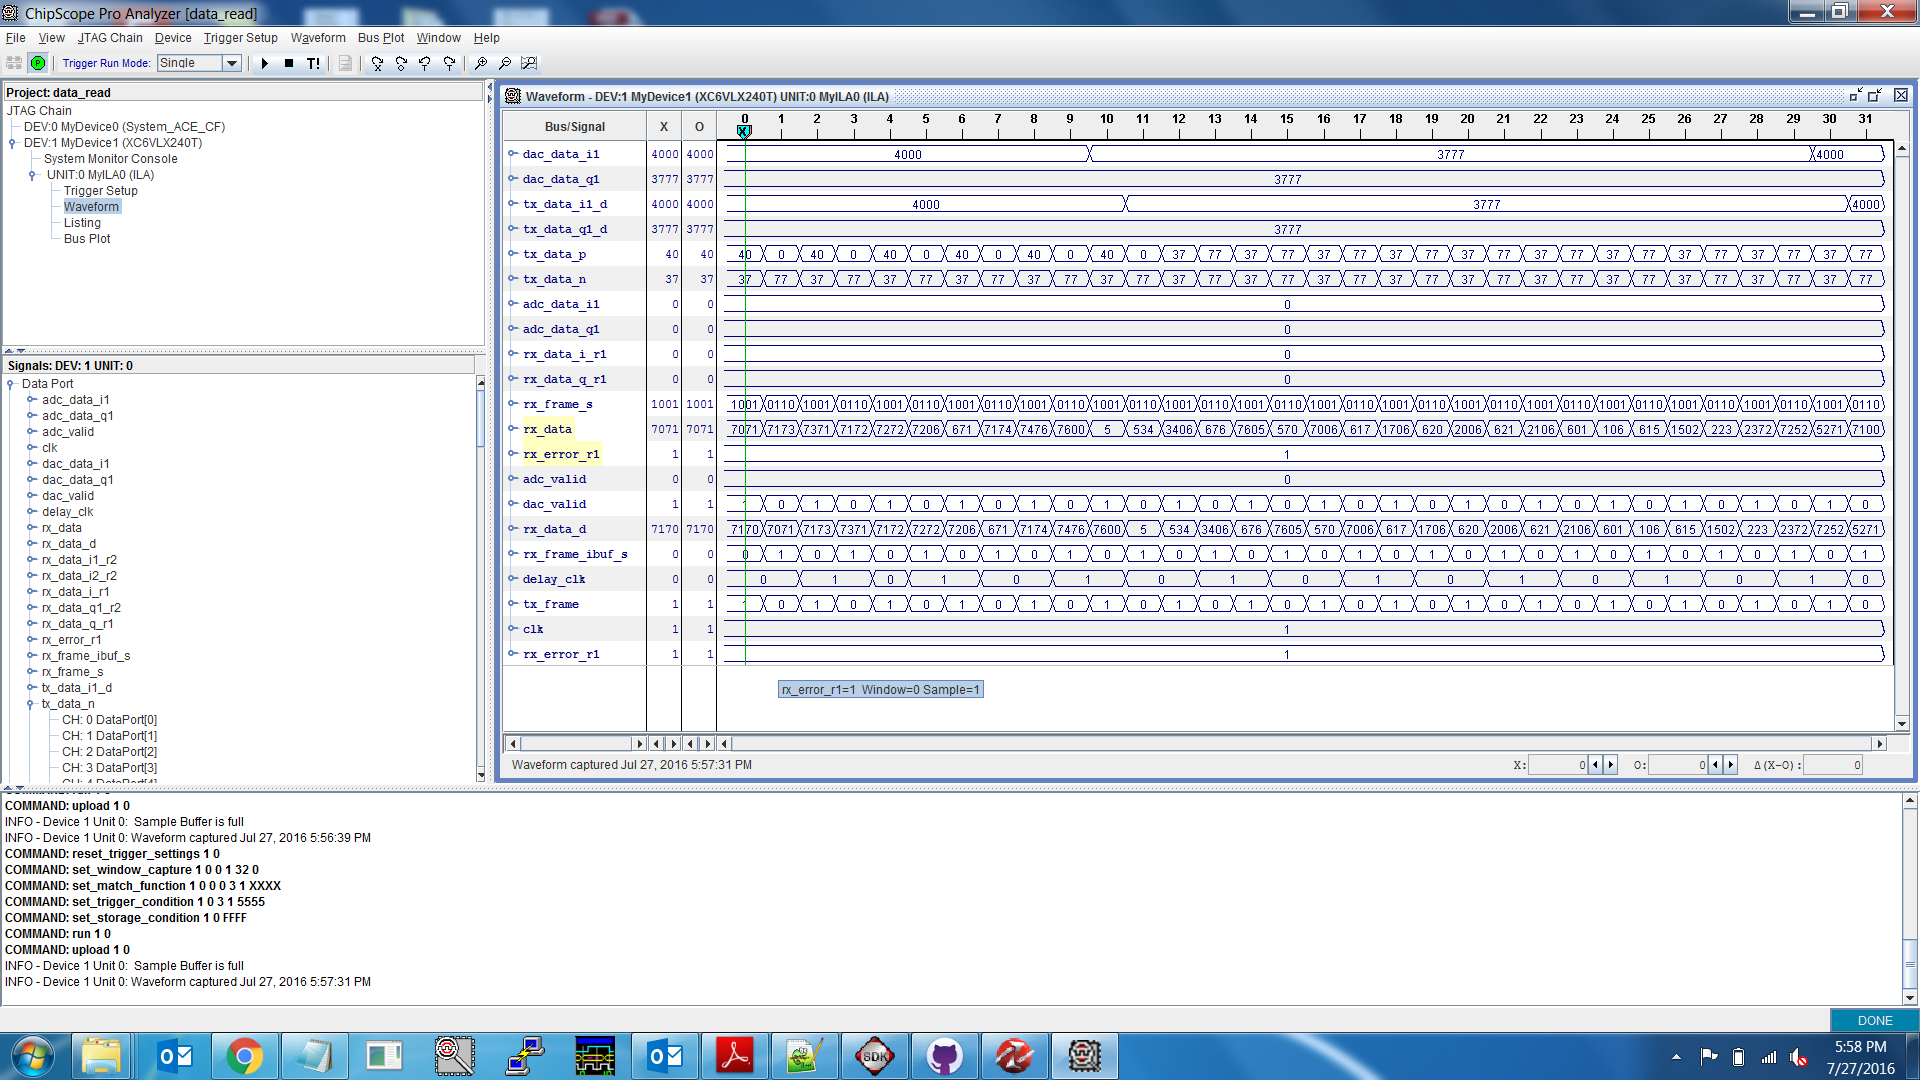 ChipScope Pro Analyzer [data_read]
File View JTAG Chain Device Trigger Setup Waveform Bus Plot Window Help
Trigger Run Mode: Single T!
Project: data_read
JTAG Chain
DEV:0 MyDevice0 (System_ACE_CF)
DEV:1 MyDevice1 (XC6VLX240T)
System Monitor Console
UNIT:0 MyILA0 (ILA)
Trigger Setup
Waveform
Listing
Bus Plot
Signals: DEV: 1 UNIT: 0
Data Port
adc_data_i1
adc_data_q1
adc_valid
clk
dac_data_i1
dac_data_q1
dac_valid
delay_clk
rx_data
rx_data_d
rx_data_i1_r2
rx_data_i2_r2
rx_data_i_r1
rx_data_q1_r2
rx_data_q_r1
rx_error_r1
rx_frame_ibuf_s
rx_frame_s
tx_data_i1_d
tx_data_n
CH: 0 DataPort[0]
CH: 1 DataPort[1]
CH: 2 DataPort[2]
CH: 3 DataPort[3]
CH: 4 DataPort[4]
Waveform - DEV:1 MyDevice1 (XC6VLX240T) UNIT:0 MyILA0 (ILA)
Bus/Signal X O 0 1 2 3 4 5 6 7 8 9 10 11 12 13 14 15 16 17 18 19 20 21 22 23 24 25 26 27 28 29 30 31
X
dac_data_i1 4000 4000 4000 3777 4000
dac_data_q1 3777 3777 3777
tx_data_i1_d 4000 4000 4000 3777 4000
tx_data_q1_d 3777 3777 3777
tx_data_p 40 40 40 0 40 0 40 0 40 0 40 0 40 0 37 77 37 77 37 77 37 77 37 77 37 77 37 77 37 77 37 77 37 77
tx_data_n 37 37 37 77 37 77 37 77 37 77 37 77 37 77 37 77 37 77 37 77 37 77 37 77 37 77 37 77 37 77 37 77 37 77
adc_data_i1 0 0 0
adc_data_q1 0 0 0
rx_data_i_r1 0 0 0
rx_data_q_r1 0 0 0
rx_frame_s 1001 1001 1001 0110 1001 0110 1001 0110 1001 0110 1001 0110 1001 0110 1001 0110 1001 0110 1001 0110 1001 0110 1001 0110 1001 0110 1001 0110 1001 0110 1001 0110 1001 0110
rx_data 7071 7071 7071 7173 7371 7172 7272 7206 671 7174 7476 7600 5 534 3406 676 7605 570 7006 617 1706 620 2006 621 2106 601 106 615 1502 223 2372 7252 5271 7100
rx_error_r1 1 1 1
adc_valid 0 0 0
dac_valid 1 1 1 0 1 0 1 0 1 0 1 0 1 0 1 0 1 0 1 0 1 0 1 0 1 0 1 0 1 0 1 0 1 0
rx_data_d 7170 7170 7170 7071 7173 7371 7172 7272 7206 671 7174 7476 7600 5 534 3406 676 7605 570 7006 617 1706 620 2006 621 2106 601 106 615 1502 223 2372 7252 5271
rx_frame_ibuf_s 0 0 0 1 0 1 0 1 0 1 0 1 0 1 0 1 0 1 0 1 0 1 0 1 0 1 0 1 0 1 0 1 0 1
delay_clk 0 0 0 1 0 1 0 1 0 1 0 1 0 1 0 1 0 1 0
tx_frame 1 1 1 0 1 0 1 0 1 0 1 0 1 0 1 0 1 0 1 0 1 0 1 0 1 0 1 0 1 0 1 0 1 0
clk 1 1 1
rx_error_r1 1 1 1
rx_error_r1=1 Window=0 Sample=1
Waveform captured Jul 27, 2016 5:57:31 PM X: 0 O: 0 Δ(X-O): 0
COMMAND: upload 1 0
INFO - Device 1 Unit 0: Sample Buffer is full
INFO - Device 1 Unit 0: Waveform captured Jul 27, 2016 5:56:39 PM
COMMAND: reset_trigger_settings 1 0
COMMAND: set_window_capture 1 0 0 1 32 0
COMMAND: set_match_function 1 0 0 0 3 1 XXXX
COMMAND: set_trigger_condition 1 0 3 1 5555
COMMAND: set_storage_condition 1 0 FFFF
COMMAND: run 1 0
COMMAND: upload 1 0
INFO - Device 1 Unit 0: Sample Buffer is full
INFO - Device 1 Unit 0: Waveform captured Jul 27, 2016 5:57:31 PM
DONE
SDK
5:58 PM
7/27/2016